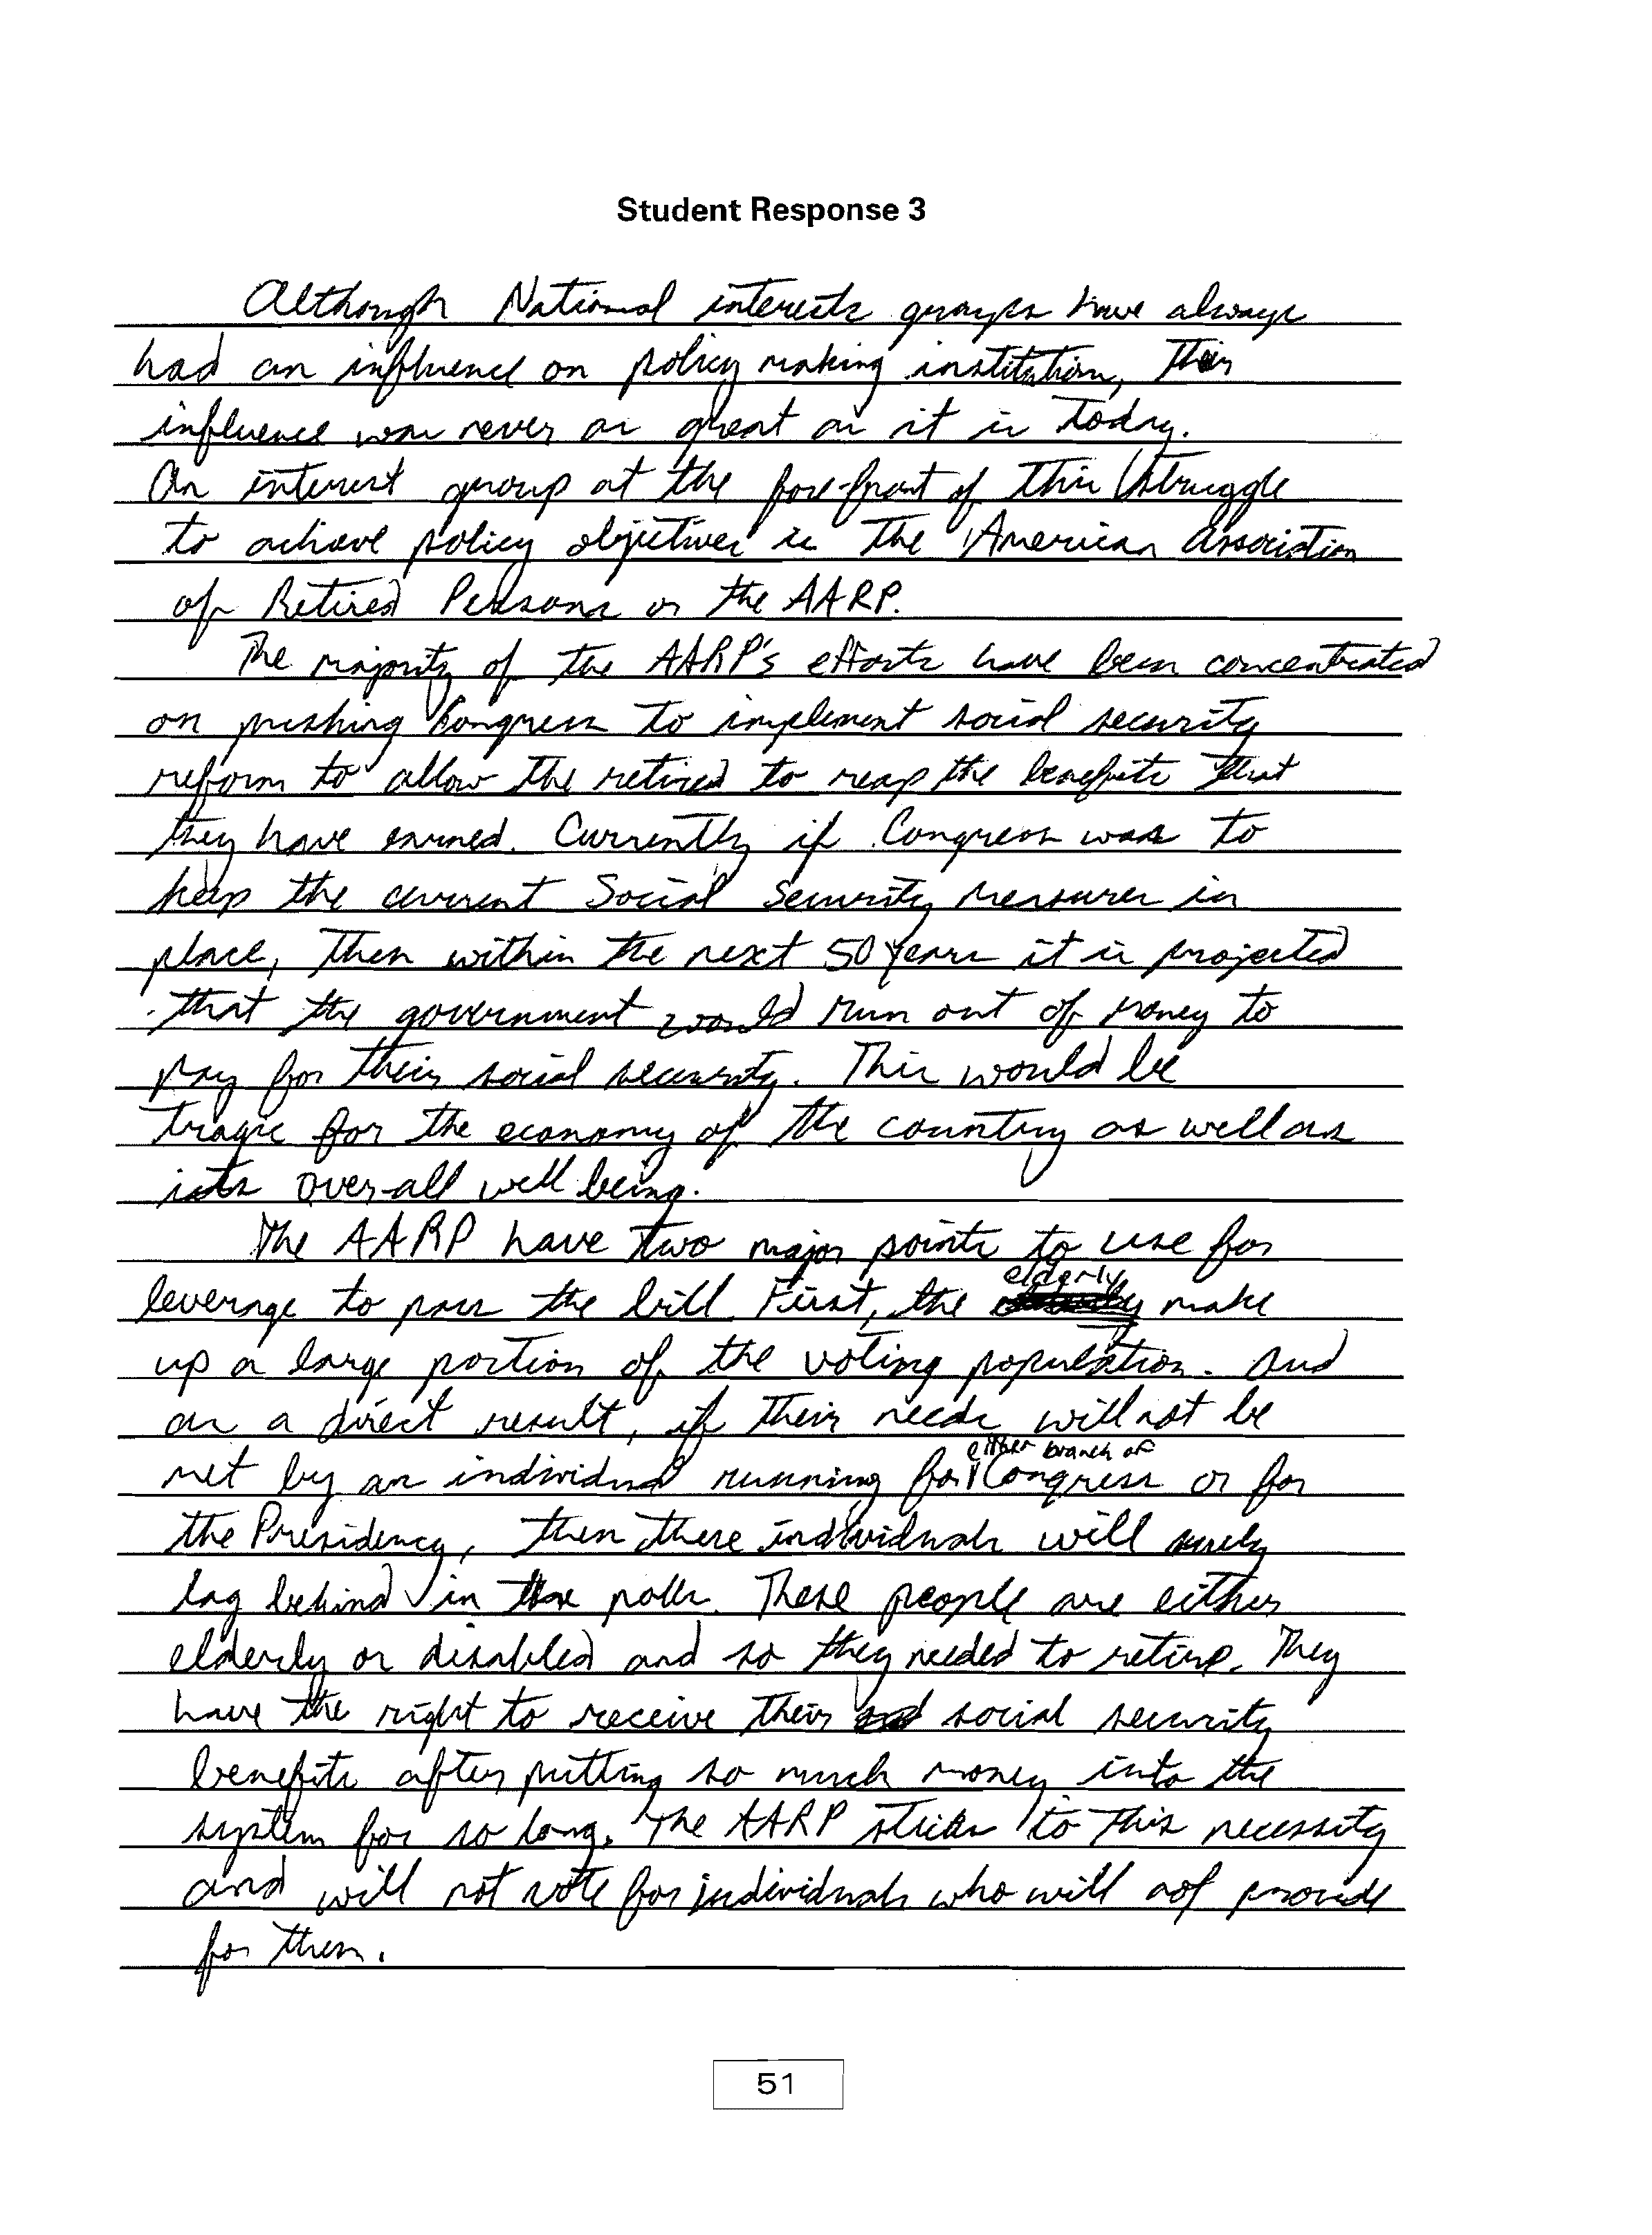 Student Response 3
Although National interests groups have always
had an influence on policy making institution, their
influence was never as great as it is today.
An interest group at the fore-front of this struggle
to achieve policy objectives is the American Association
of Retired Persons or the AARP.
The majority of the AARP's efforts have been concentrated
on pushing Congress to implement social security
reform to allow the retired to reap the benefits that
they have earned. Currently if Congress was to
keep the current Social Security measures in
place, then within the next 50 years it is projected
that the government would run out of money to
pay for their social security. This would be
tragic for the economy of the country as well as
its over-all well being.
The AARP have two major points to use for
leverage to pass the bill. First, the elderly make
up a large portion of the voting population. And
as a direct result, if their needs will not be
met by an individual running for either branch of Congress or for
the Presidency, then these individuals will surely
lag behind in the polls. These people are either
elderly or disabled and so they needed to retire. They
have the right to receive their social security
benefits after putting so much money into the
system for so long. The AARP sticks to this necessity
and will not vote for individuals who will not provide
for them.
51